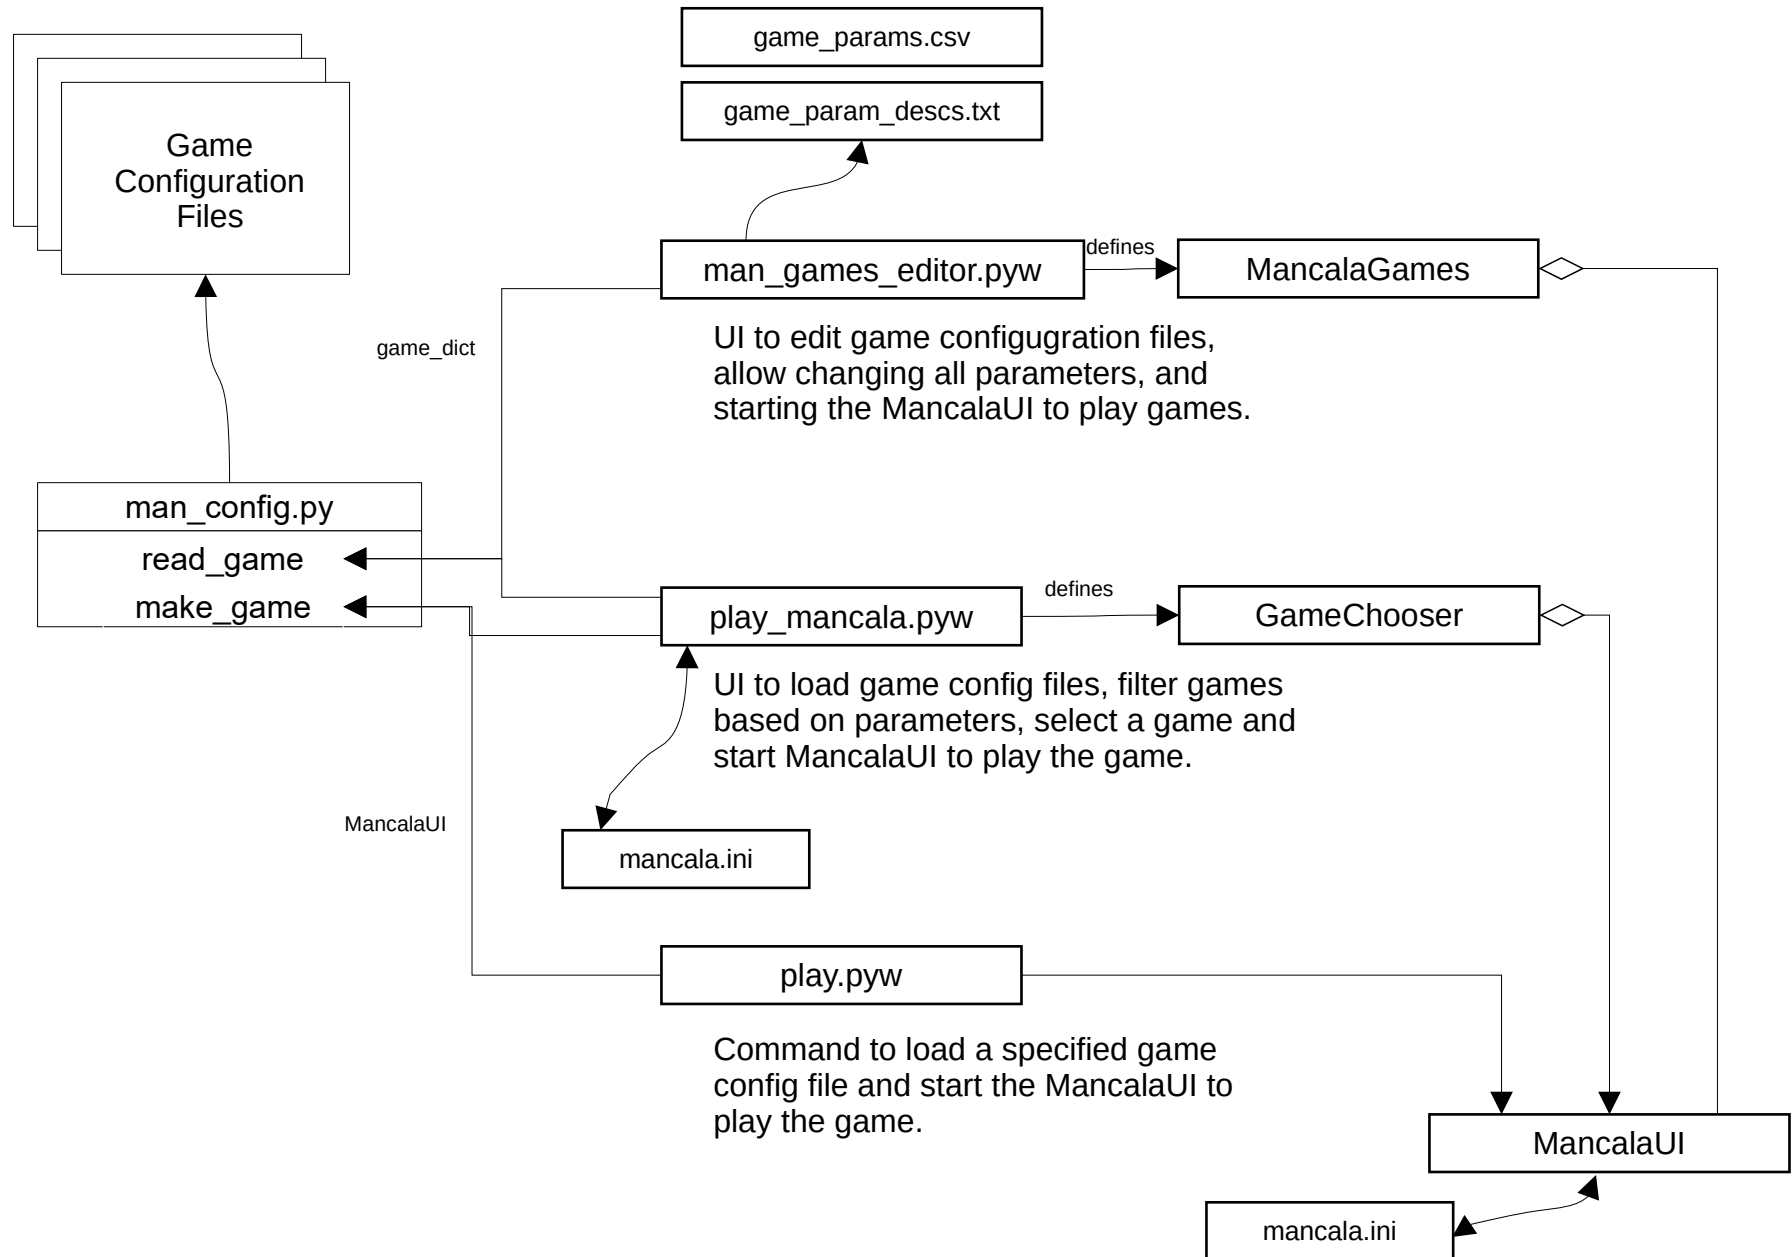 game_params.csv
game_param_descs.txt
Game
Configuration
Files
man_games_editor.pyw
defines
MancalaGames
game_dict
UI to edit game configugration files,
allow changing all parameters, and
starting the MancalaUI to play games.
man_config.py
read_game
make_game
play_mancala.pyw
defines
GameChooser
UI to load game config files, filter games
based on parameters, select a game and
start MancalaUI to play the game.
MancalaUI
mancala.ini
play.pyw
Command to load a specified game
config file and start the MancalaUI to
play the game.
MancalaUI
mancala.ini